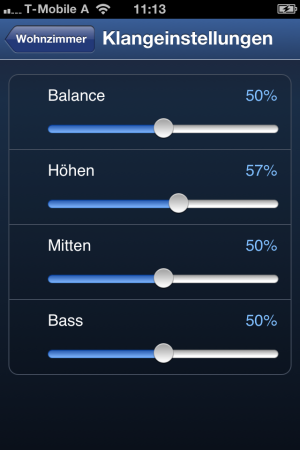 T-Mobile A 11:13
Wohnzimmer Klangeinstellungen
Balance 50%
Höhen 57%
Mitten 50%
Bass 50%